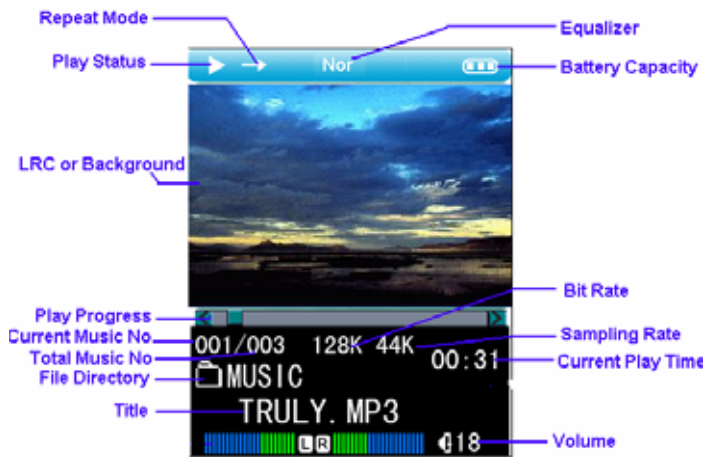 Repeat Mode
Equalizer
Play Status
Nor
Battery Capacity
LRC or Background
Bit Rate
Play Progress
Current Music No
001/003 128K 44K
Sampling Rate
Total Music No
00:31
Current Play Time
File Directory
MUSIC
Title
TRULY. MP3
L R
18
Volume